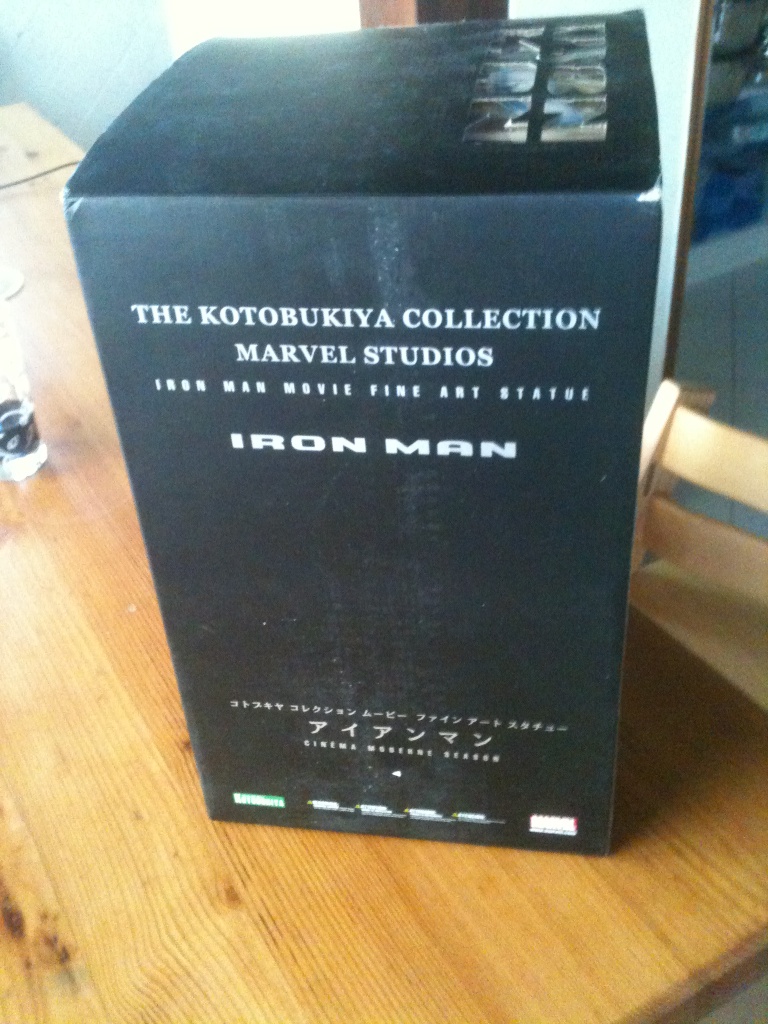 THE KOTOBUKIYA COLLECTION
MARVEL STUDIOS
IRON MAN MOVIE FINE ART STATUE
IRON MAN
コトブキヤ コレクション ムービー ファイン アート スタチュー
アイアンマン
CINEMA MODERNE SEASON
KOTOBUKIYA
MARVEL